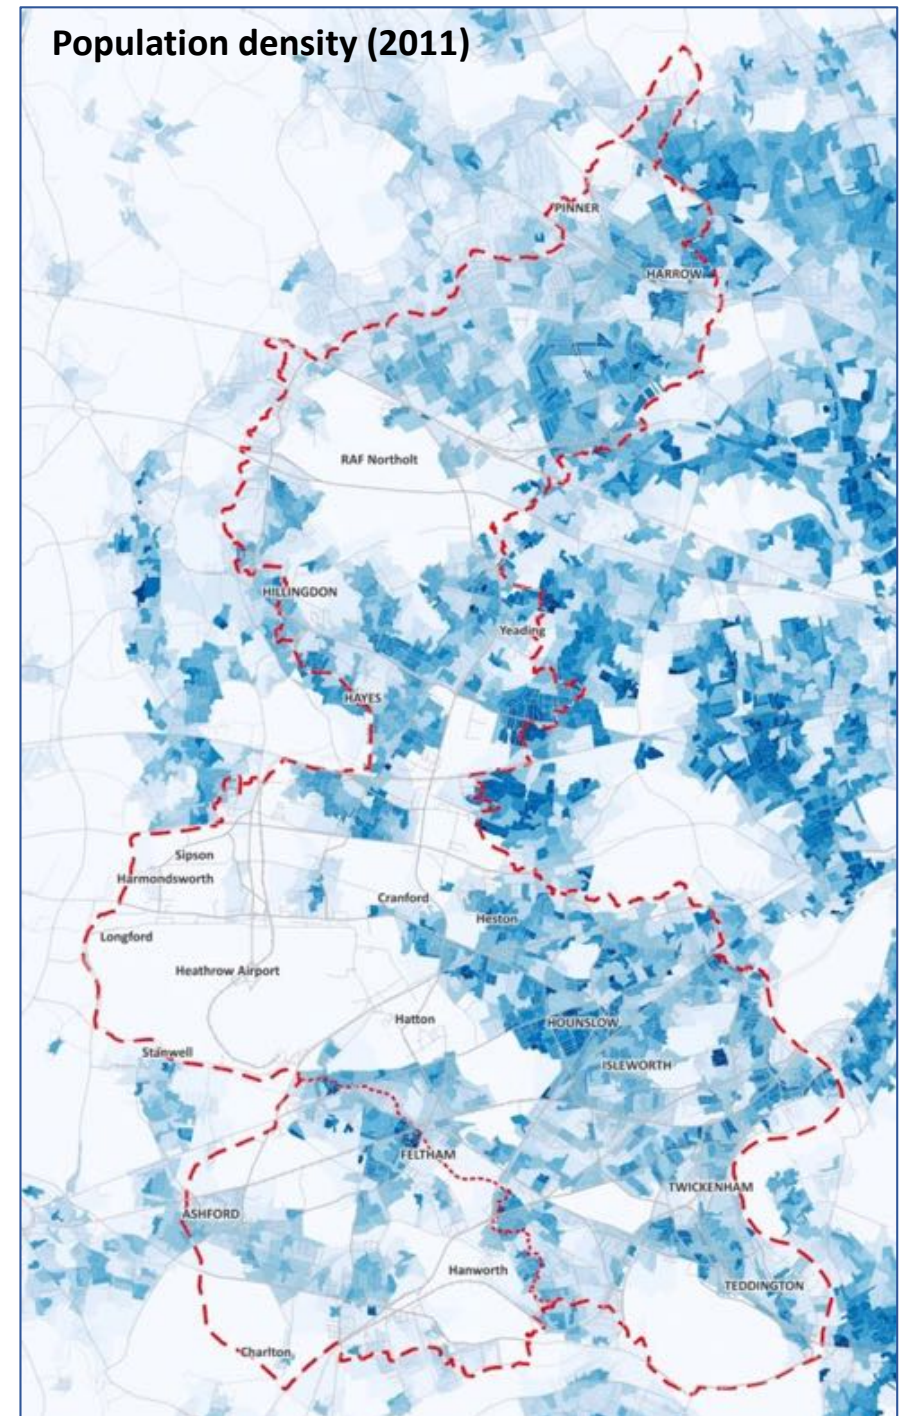 Population density (2011)
PINNER
HARROW
RAF Northolt
HILLINGDON
Yeading
HAYES
Sipson
Harmondsworth
Cranford
Heston
Longford
Heathrow Airport
Hatton
HOUNSLOW
Stanwell
ISLEWORTH
FELTHAM
TWICKENHAM
ASHFORD
Hanworth
TEDDINGTON
Charlton